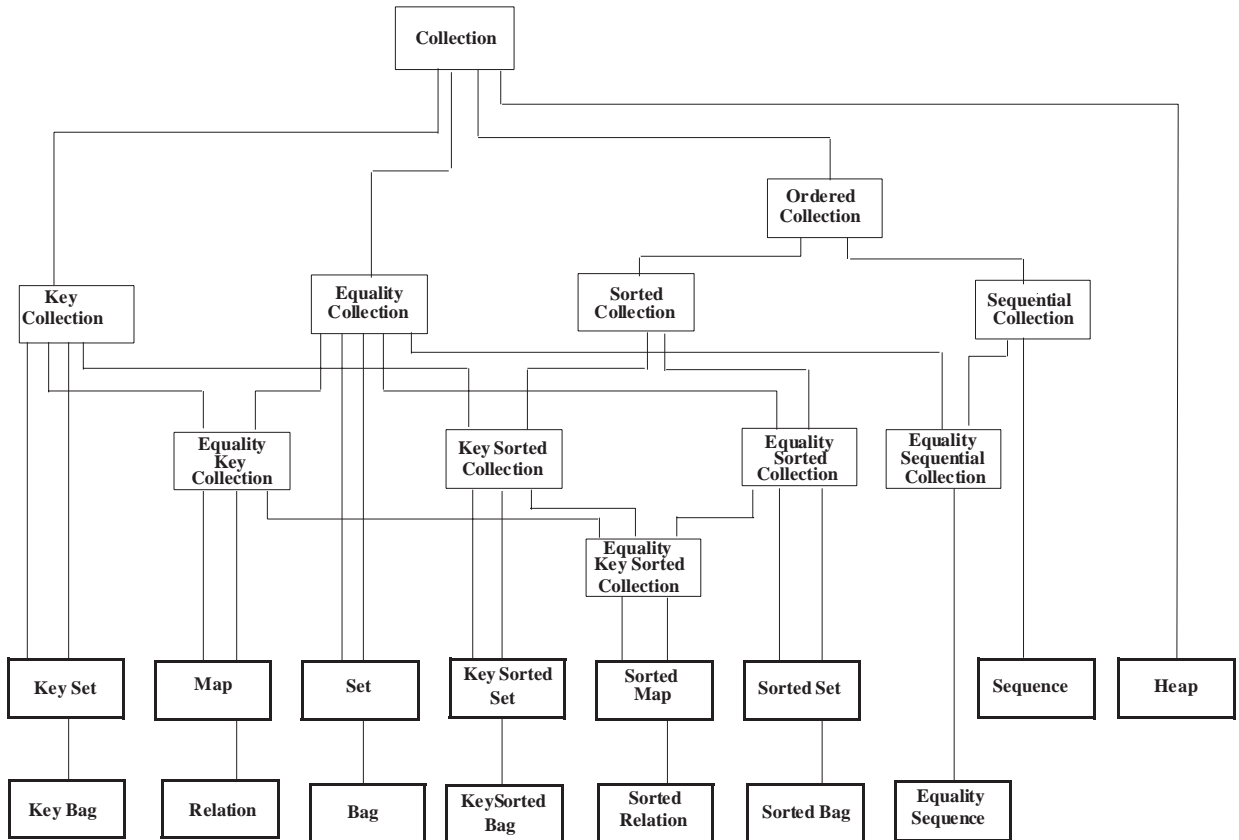 Collection
Ordered
Collection
Key
Collection
Equality
Collection
Sorted
Collection
Sequential
Collection
Equality
Key
Collection
Key Sorted
Collection
Equality
Sorted
Collection
Equality
Sequential
Collection
Equality
Key Sorted
Collection
Key Set
Map
Set
Key Sorted
Set
Sorted
Map
Sorted Set
Sequence
Heap
Key Bag
Relation
Bag
KeySorted
Bag
Sorted
Relation
Sorted Bag
Equality
Sequence